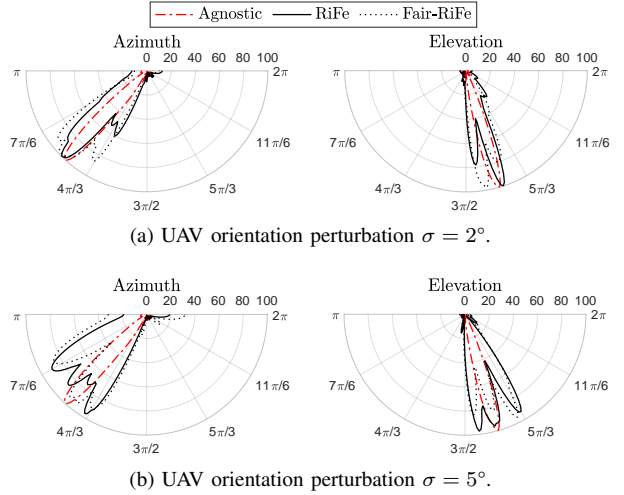 Agnostic RiFe Fair-RiFe
Azimuth Elevation
0 20 40 60 80 100 0 20 40 60 80 100
π 2π π 2π
7π/6 11π/6 7π/6 11π/6
4π/3 5π/3 4π/3 5π/3
3π/2 3π/2
(a) UAV orientation perturbation σ = 2°.
Azimuth Elevation
0 20 40 60 80 100 0 20 40 60 80 100
π 2π π 2π
7π/6 11π/6 7π/6 11π/6
4π/3 5π/3 4π/3 5π/3
3π/2 3π/2
(b) UAV orientation perturbation σ = 5°.